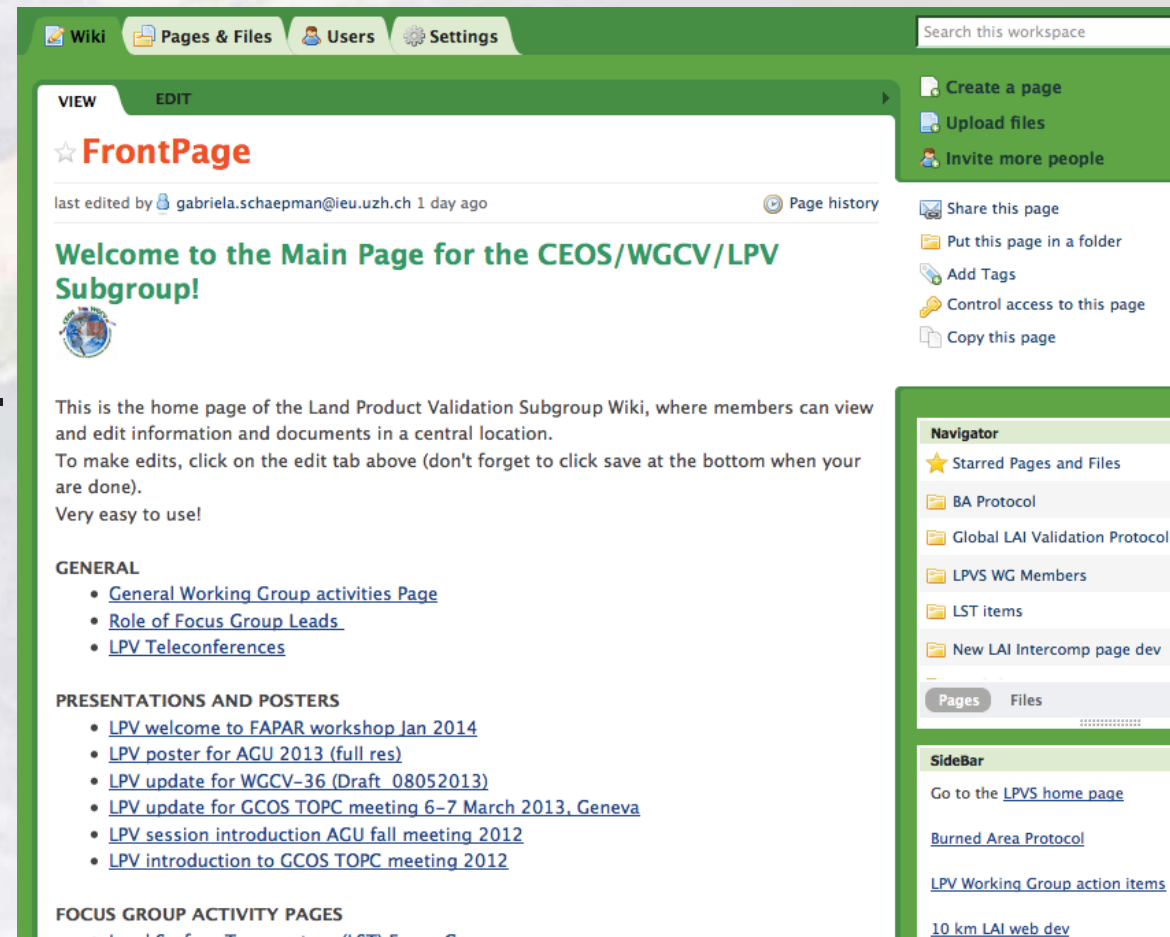 Wiki
Pages & Files
Users
Settings
Search this workspace
VIEW
EDIT
FrontPage
last edited by gabriela.schaepman@ieu.uzh.ch 1 day ago
Page history
Welcome to the Main Page for the CEOS/WGCV/LPV
Subgroup!
This is the home page of the Land Product Validation Subgroup Wiki, where members can view
and edit information and documents in a central location.
To make edits, click on the edit tab above (don't forget to click save at the bottom when your
are done).
Very easy to use!
GENERAL
General Working Group activities Page
Role of Focus Group Leads
LPV Teleconferences
PRESENTATIONS AND POSTERS
LPV welcome to FAPAR workshop Jan 2014
LPV poster for AGU 2013 (full res)
LPV update for WGCV-36 (Draft_08052013)
LPV update for GCOS TOPC meeting 6-7 March 2013, Geneva
LPV session introduction AGU fall meeting 2012
LPV introduction to GCOS TOPC meeting 2012
FOCUS GROUP ACTIVITY PAGES
Create a page
Upload files
Invite more people
Share this page
Put this page in a folder
Add Tags
Control access to this page
Copy this page
Navigator
Starred Pages and Files
BA Protocol
Global LAI Validation Protocol
LPVS WG Members
LST items
New LAI Intercomp page dev
Pages
Files
SideBar
Go to the LPVS home page
Burned Area Protocol
LPV Working Group action items
10 km LAI web dev